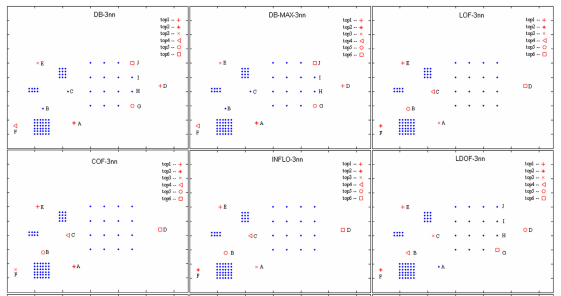 DB-3nn
top1 --
top2 --
top3 --
top4 --
top5 --
top6 --
E
J
I
D
C
H
G
B
A
F
DB-MAX-3nn
top1 --
top2 --
top3 --
top4 --
top5 --
top6 --
E
J
I
D
C
H
G
B
A
F
LOF-3nn
top1 --
top2 --
top3 --
top4 --
top5 --
top6 --
E
D
C
B
A
F
COF-3nn
top1 --
top2 --
top3 --
top4 --
top5 --
top6 --
E
D
C
B
A
F
INFLO-3nn
top1 --
top2 --
top3 --
top4 --
top5 --
top6 --
E
D
C
B
A
F
LDOF-3nn
top1 --
top2 --
top3 --
top4 --
top5 --
top6 --
E
J
I
D
C
H
G
B
A
F